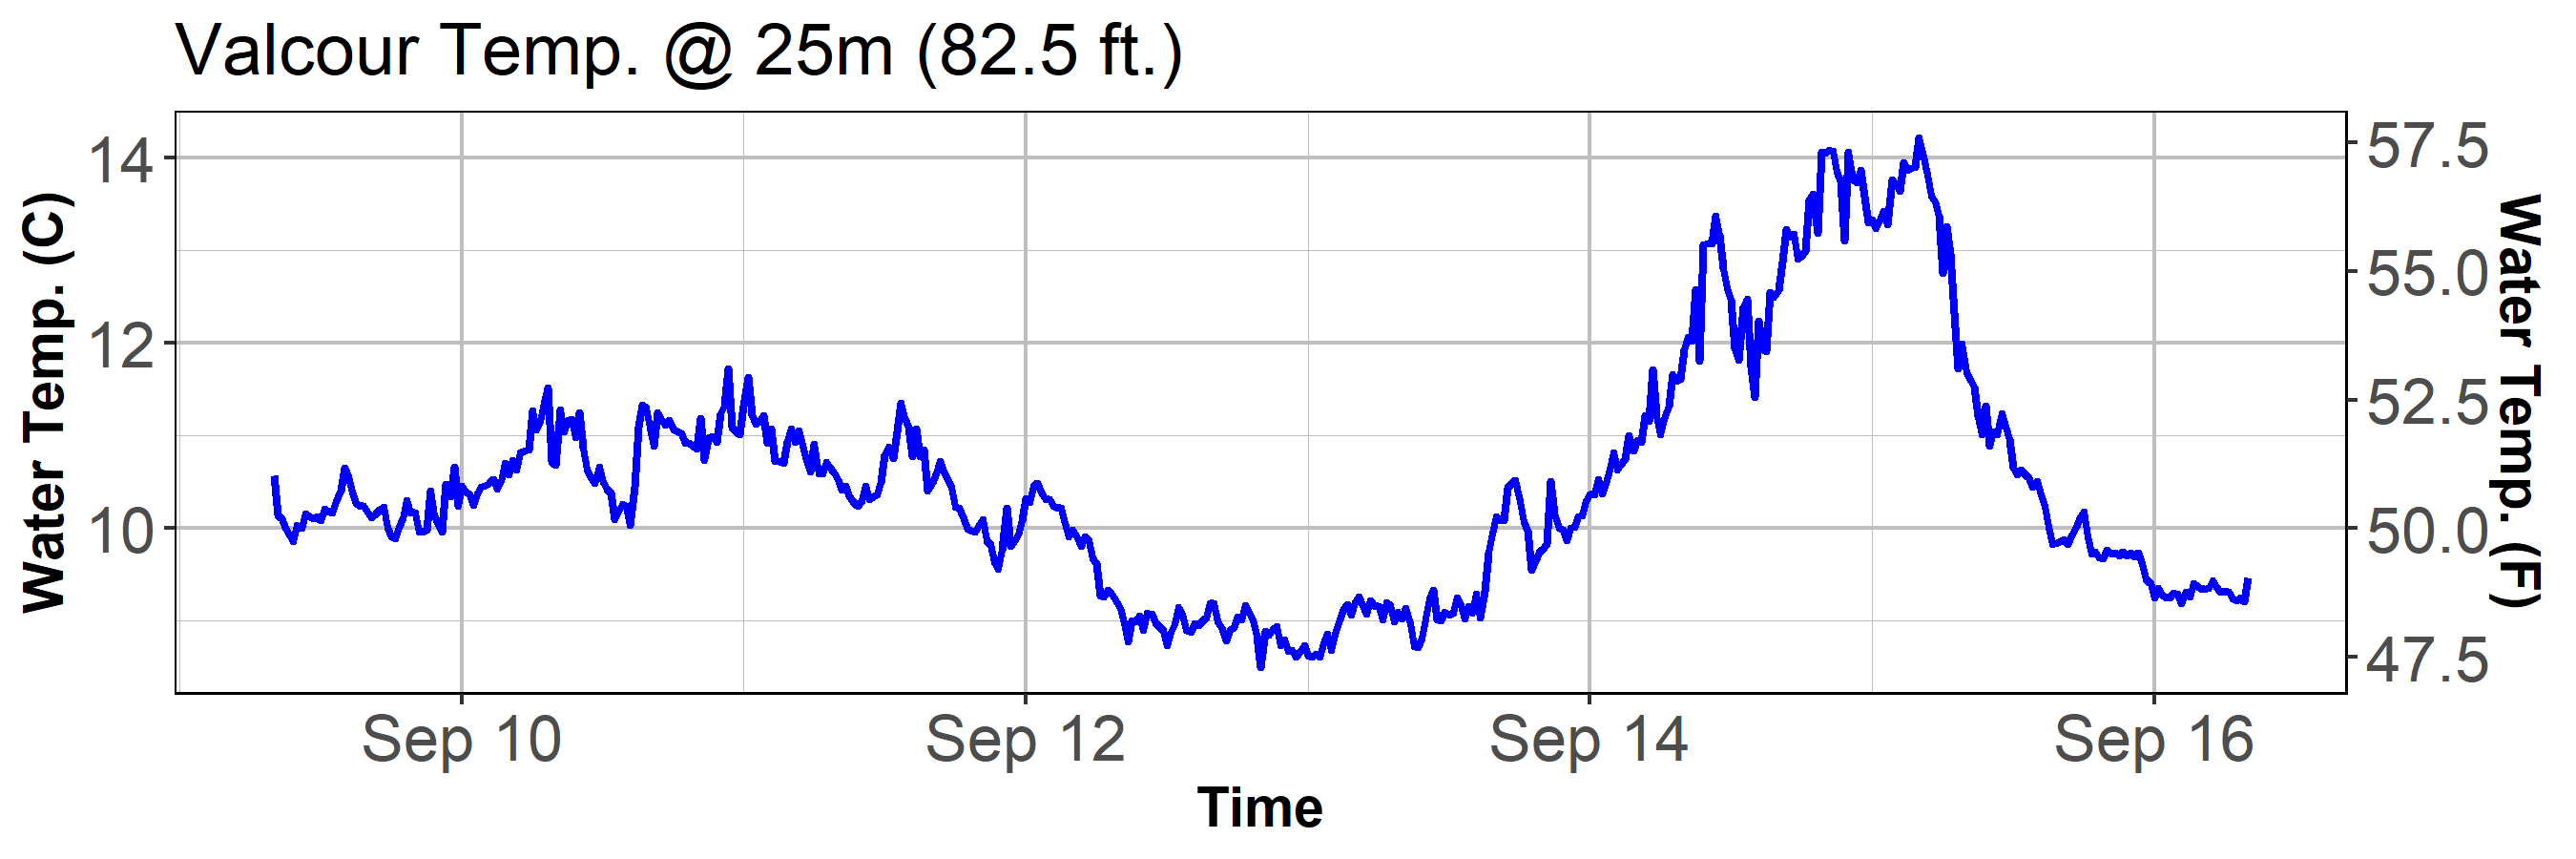 Valcour Temp. @ 25m (82.5 ft.)
14
12
10
Water Temp. (C)
57.5
55.0
52.5
50.0
47.5
Water Temp. (F)
Sep 10 Sep 12 Sep 14 Sep 16
Time